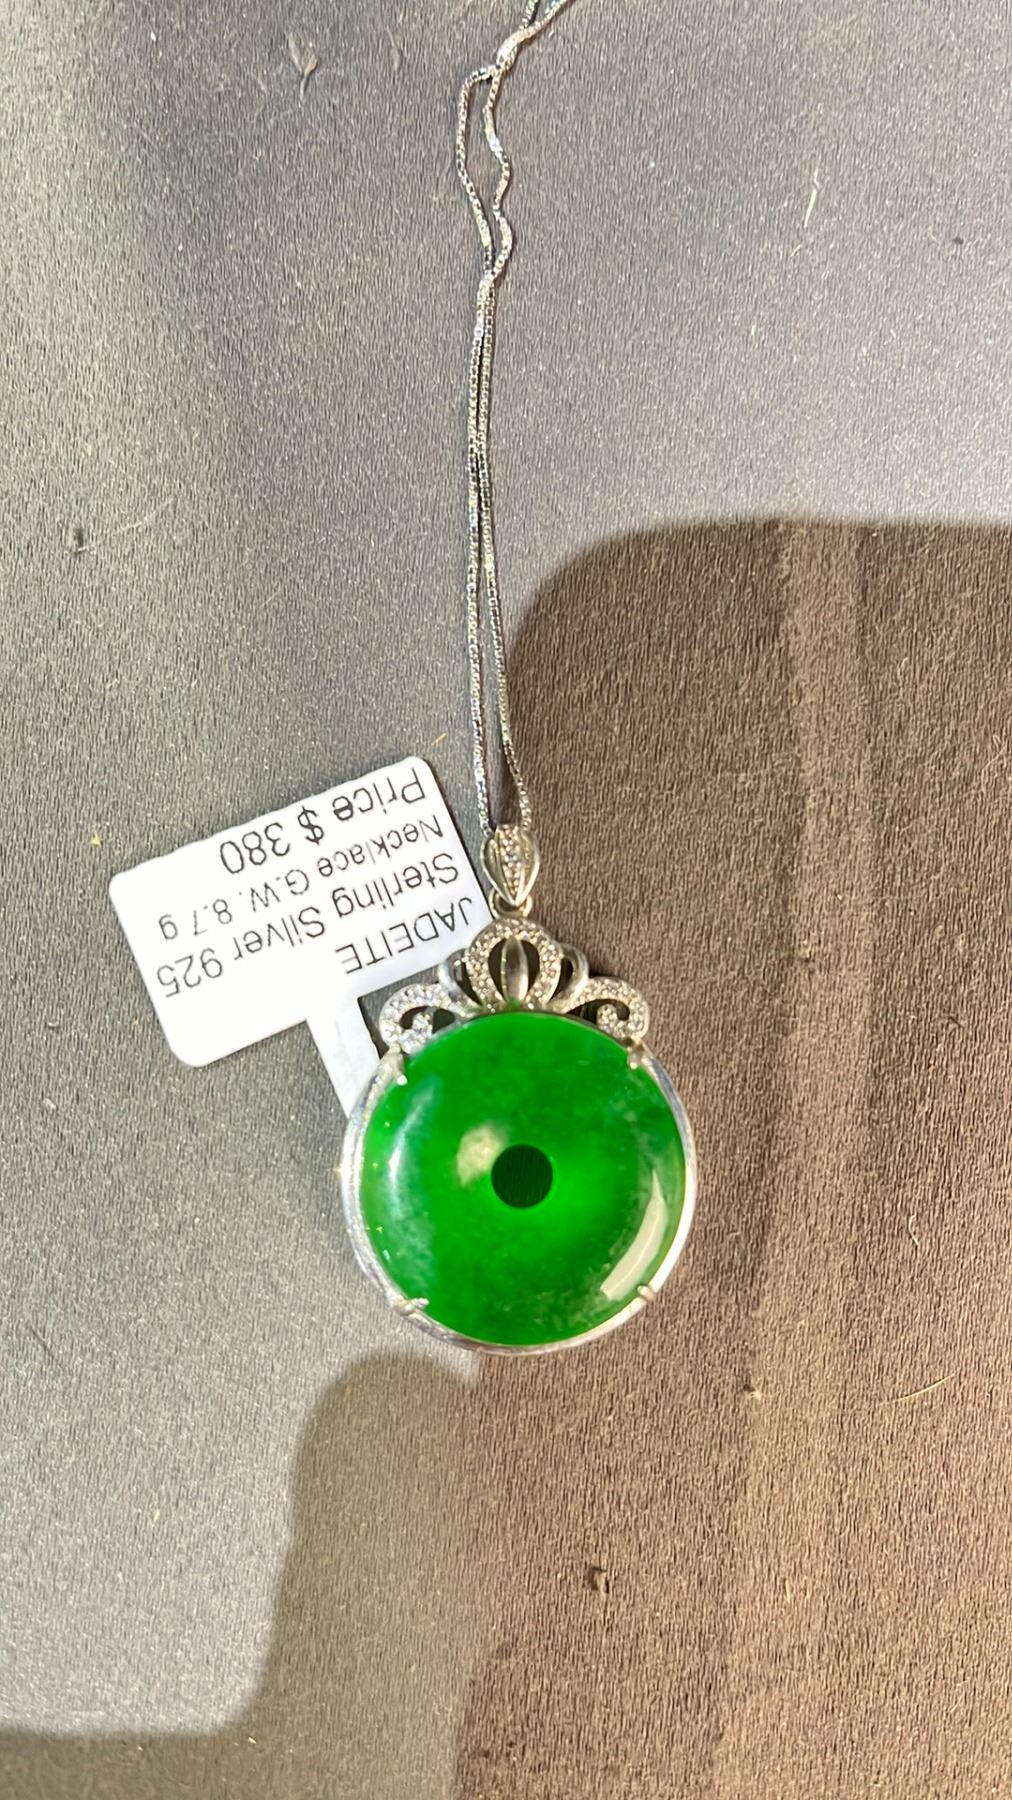 JADEITE
Sterling Silver 925
Necklace G.W. 8.7 g
Price $ 380